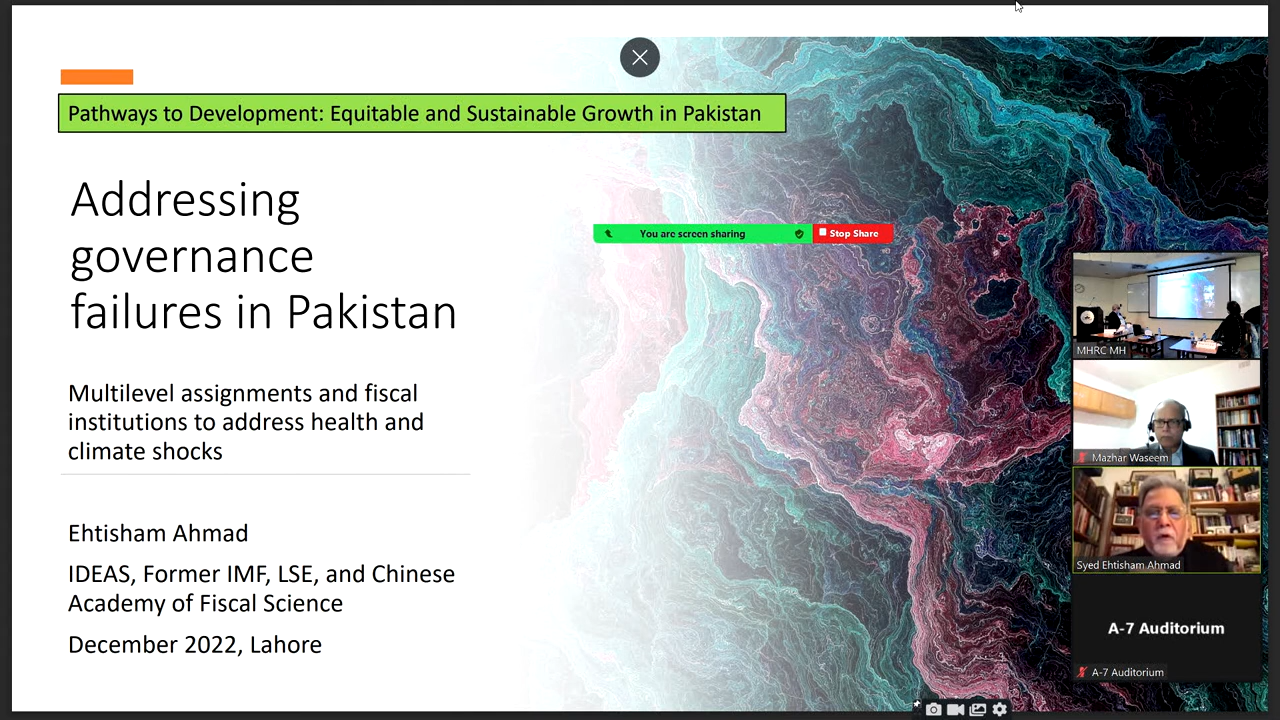 Pathways to Development: Equitable and Sustainable Growth in Pakistan
Addressing
governance
failures in Pakistan
You are screen sharing
Stop Share
Multilevel assignments and fiscal
institutions to address health and
climate shocks
Ehtisham Ahmad
IDEAS, Former IMF, LSE, and Chinese
Academy of Fiscal Science
December 2022, Lahore
MHRC MH
Mazhar Waseem
Syed Ehtisham Ahmad
A-7 Auditorium
A-7 Auditorium